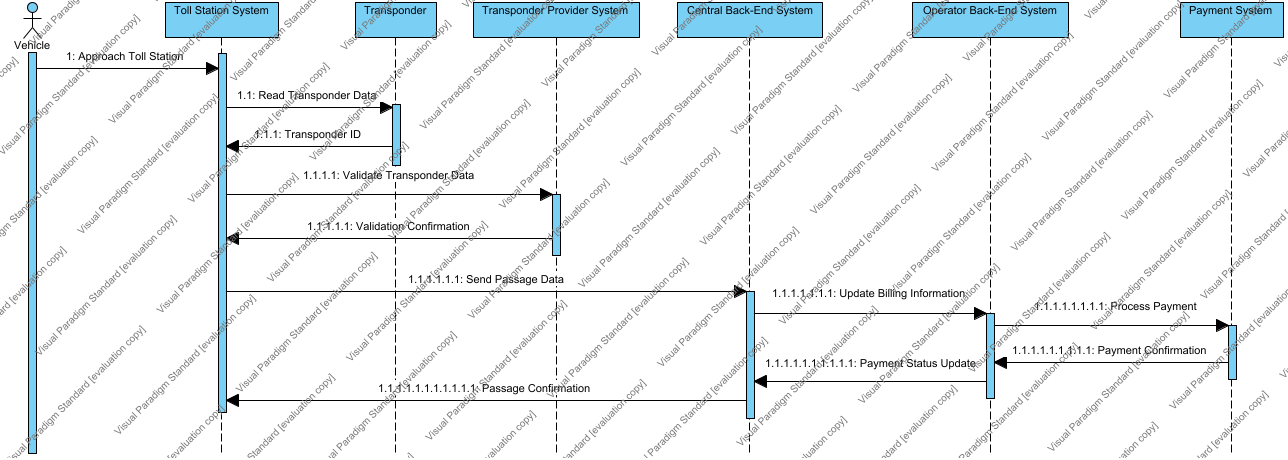 Toll Station System
Transponder
Transponder Provider System
Central Back-End System
Operator Back-End System
Payment System
Vehicle
1: Approach Toll Station
1.1: Read Transponder Data
1.1.1: Transponder ID
1.1.1.1: Validate Transponder Data
1.1.1.1.1: Validation Confirmation
1.1.1.1.1.1: Send Passage Data
1.1.1.1.1.1.1: Update Billing Information
1.1.1.1.1.1.1.1: Process Payment
1.1.1.1.1.1.1.1.1: Payment Confirmation
1.1.1.1.1.1.1.1.1.1: Payment Status Update
1.1.1.1.1.1.1.1.1.1.1: Passage Confirmation
Visual Paradigm Standard [evaluation copy]